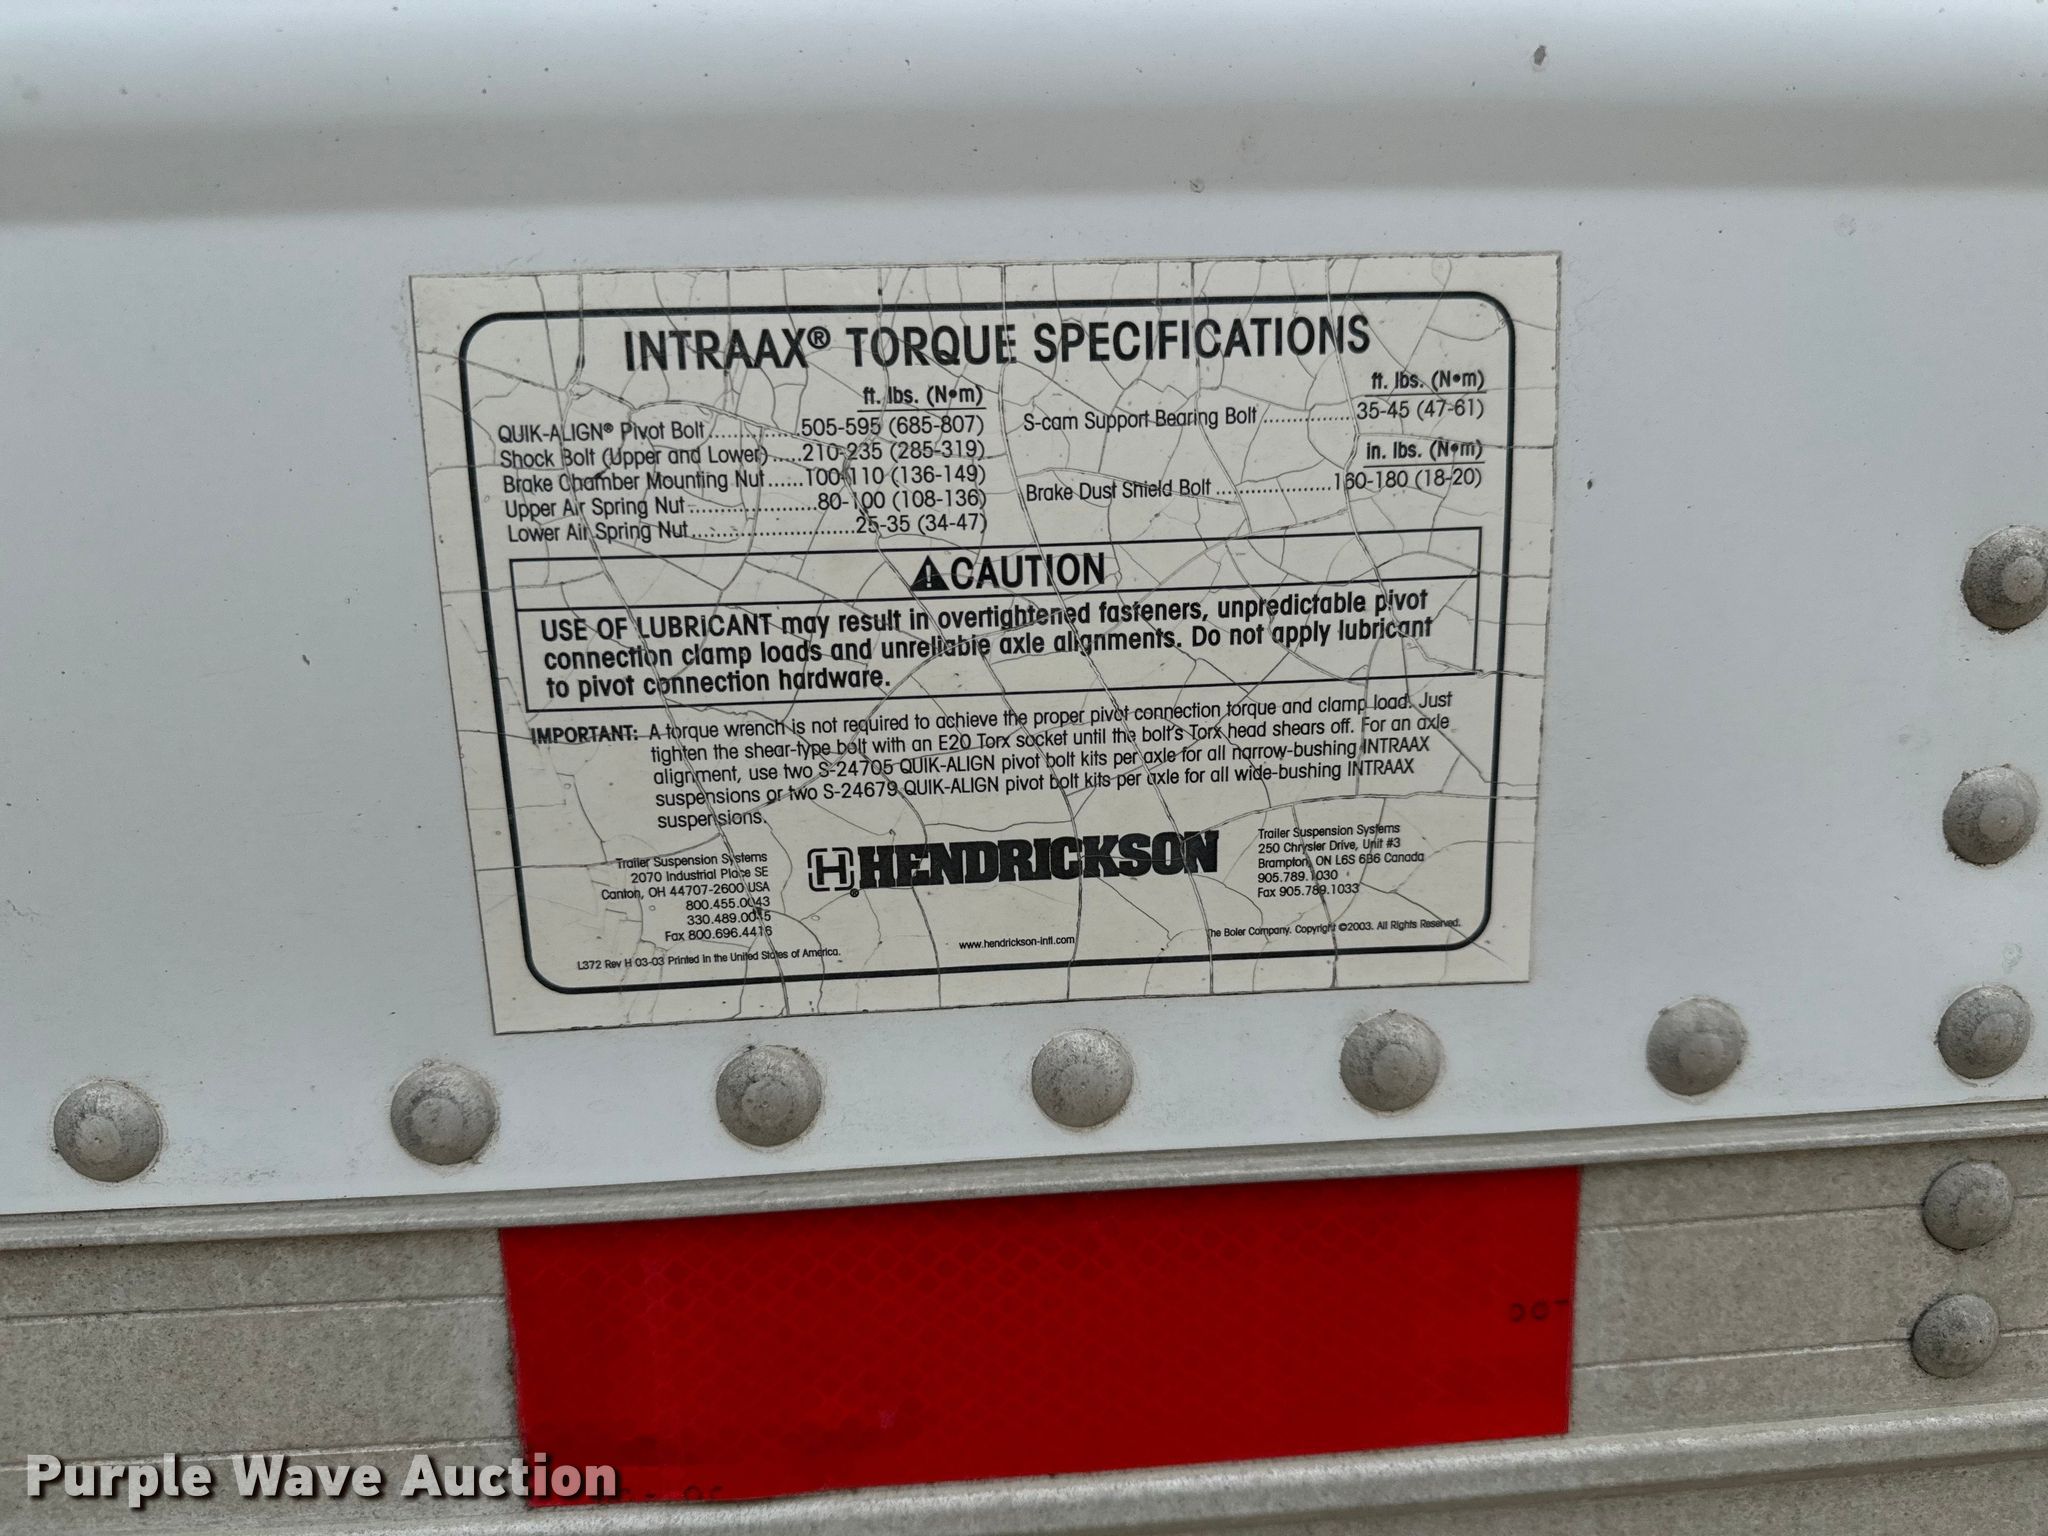 INTRAAX® TORQUE SPECIFICATIONS
ft. lbs. (N•m)
QUIK-ALIGN® Pivot Bolt..............505-595 (685-807)
Shock Bolt (Upper and Lower).....210-235 (285-319)
Brake Chamber Mounting Nut......100-110 (136-149)
Upper Air Spring Nut....................80-100 (108-136)
Lower Air Spring Nut.........................25-35 (34-47)
ft. lbs. (N•m)
S-cam Support Bearing Bolt ..............35-45 (47-61)
in. lbs. (N•m)
Brake Dust Shield Bolt ....................160-180 (18-20)
CAUTION
USE OF LUBRICANT may result in overtightened fasteners, unpredictable pivot
connection clamp loads and unreliable axle alignments. Do not apply lubricant
to pivot connection hardware.
IMPORTANT: A torque wrench is not required to achieve the proper pivot connection torque and clamp load. Just
tighten the shear-type bolt with an E20 Torx socket until the bolt's Torx head shears off. For an axle
alignment, use two S-24705 QUIK-ALIGN pivot bolt kits per axle for all narrow-bushing INTRAAX
suspensions or two S-24679 QUIK-ALIGN pivot bolt kits per axle for all wide-bushing INTRAAX
suspensions.
Trailer Suspension Systems
2070 Industrial Place SE
Canton, OH 44707-2600 USA
800.455.0043
330.489.0045
Fax 800.696.4416
H HENDRICKSON®
Trailer Suspension Systems
250 Chrysler Drive, Unit #3
Brampton, ON L6S 6B6 Canada
905.789.1030
Fax 905.789.1033
L372 Rev H 03-03 Printed in the United States of America.
www.hendrickson-intl.com
The Boler Company. Copyright ©2003. All Rights Reserved.
Purple Wave Auction